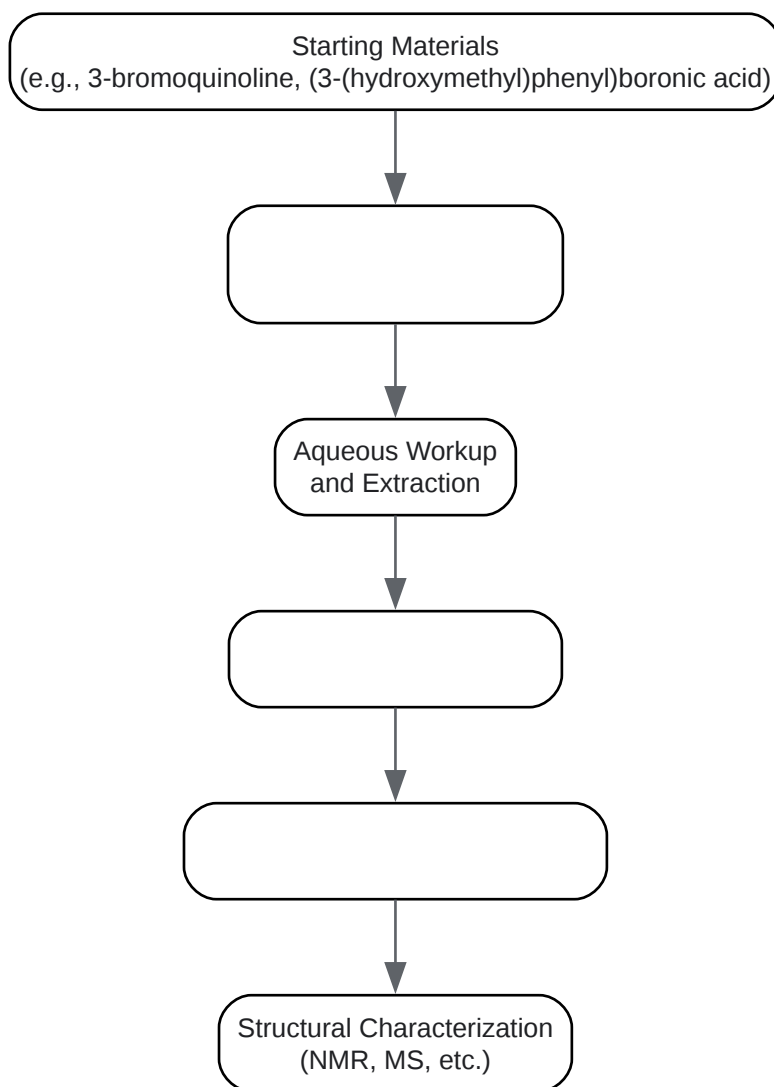 Starting Materials
(e.g., 3-bromoquinoline, (3-(hydroxymethyl)phenyl)boronic acid)
Aqueous Workup
and Extraction
Structural Characterization
(NMR, MS, etc.)